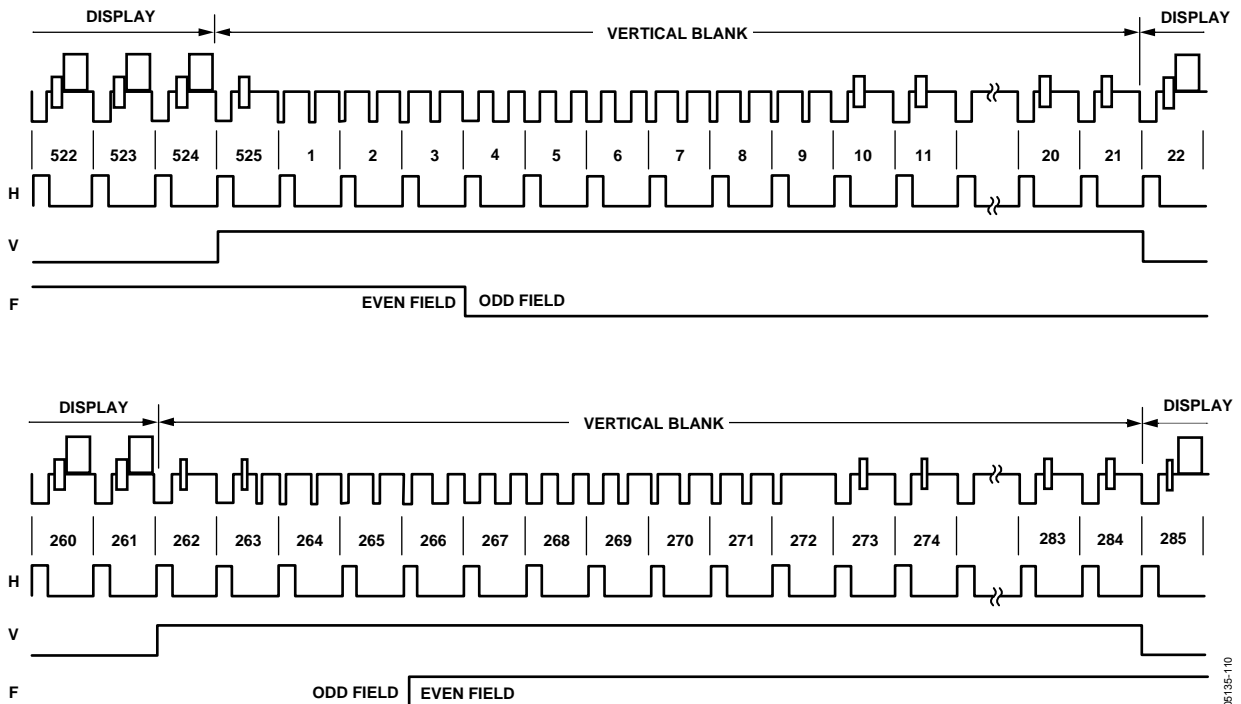 DISPLAY VERTICAL BLANK DISPLAY
522 523 524 525 1 2 3 4 5 6 7 8 9 10 11 20 21 22
H
V
F EVEN FIELD ODD FIELD
DISPLAY VERTICAL BLANK DISPLAY
260 261 262 263 264 265 266 267 268 269 270 271 272 273 274 283 284 285
H
V
F ODD FIELD EVEN FIELD
05135-110